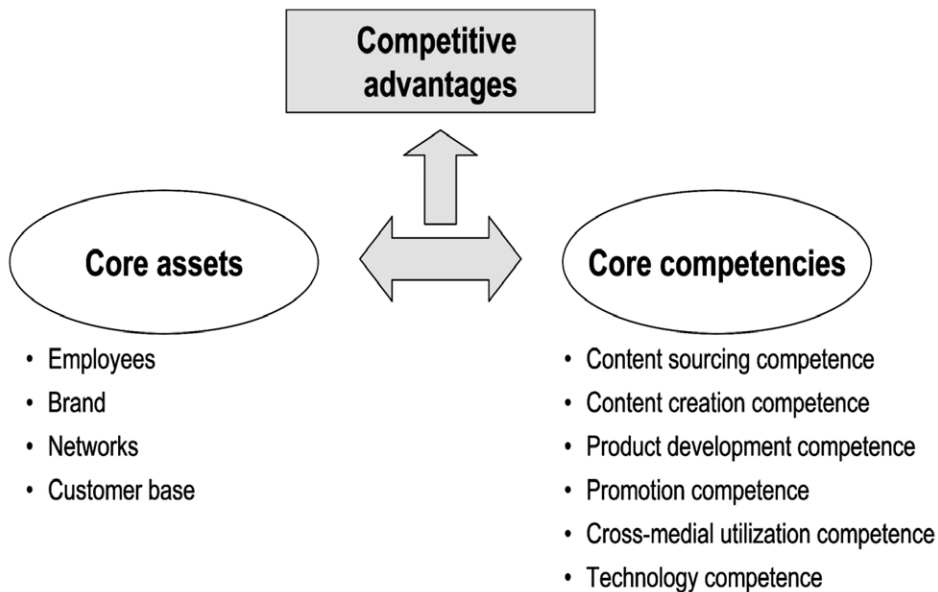 Competitive
advantages
Core assets
• Employees
• Brand
• Networks
• Customer base
Core competencies
• Content sourcing competence
• Content creation competence
• Product development competence
• Promotion competence
• Cross-medial utilization competence
• Technology competence